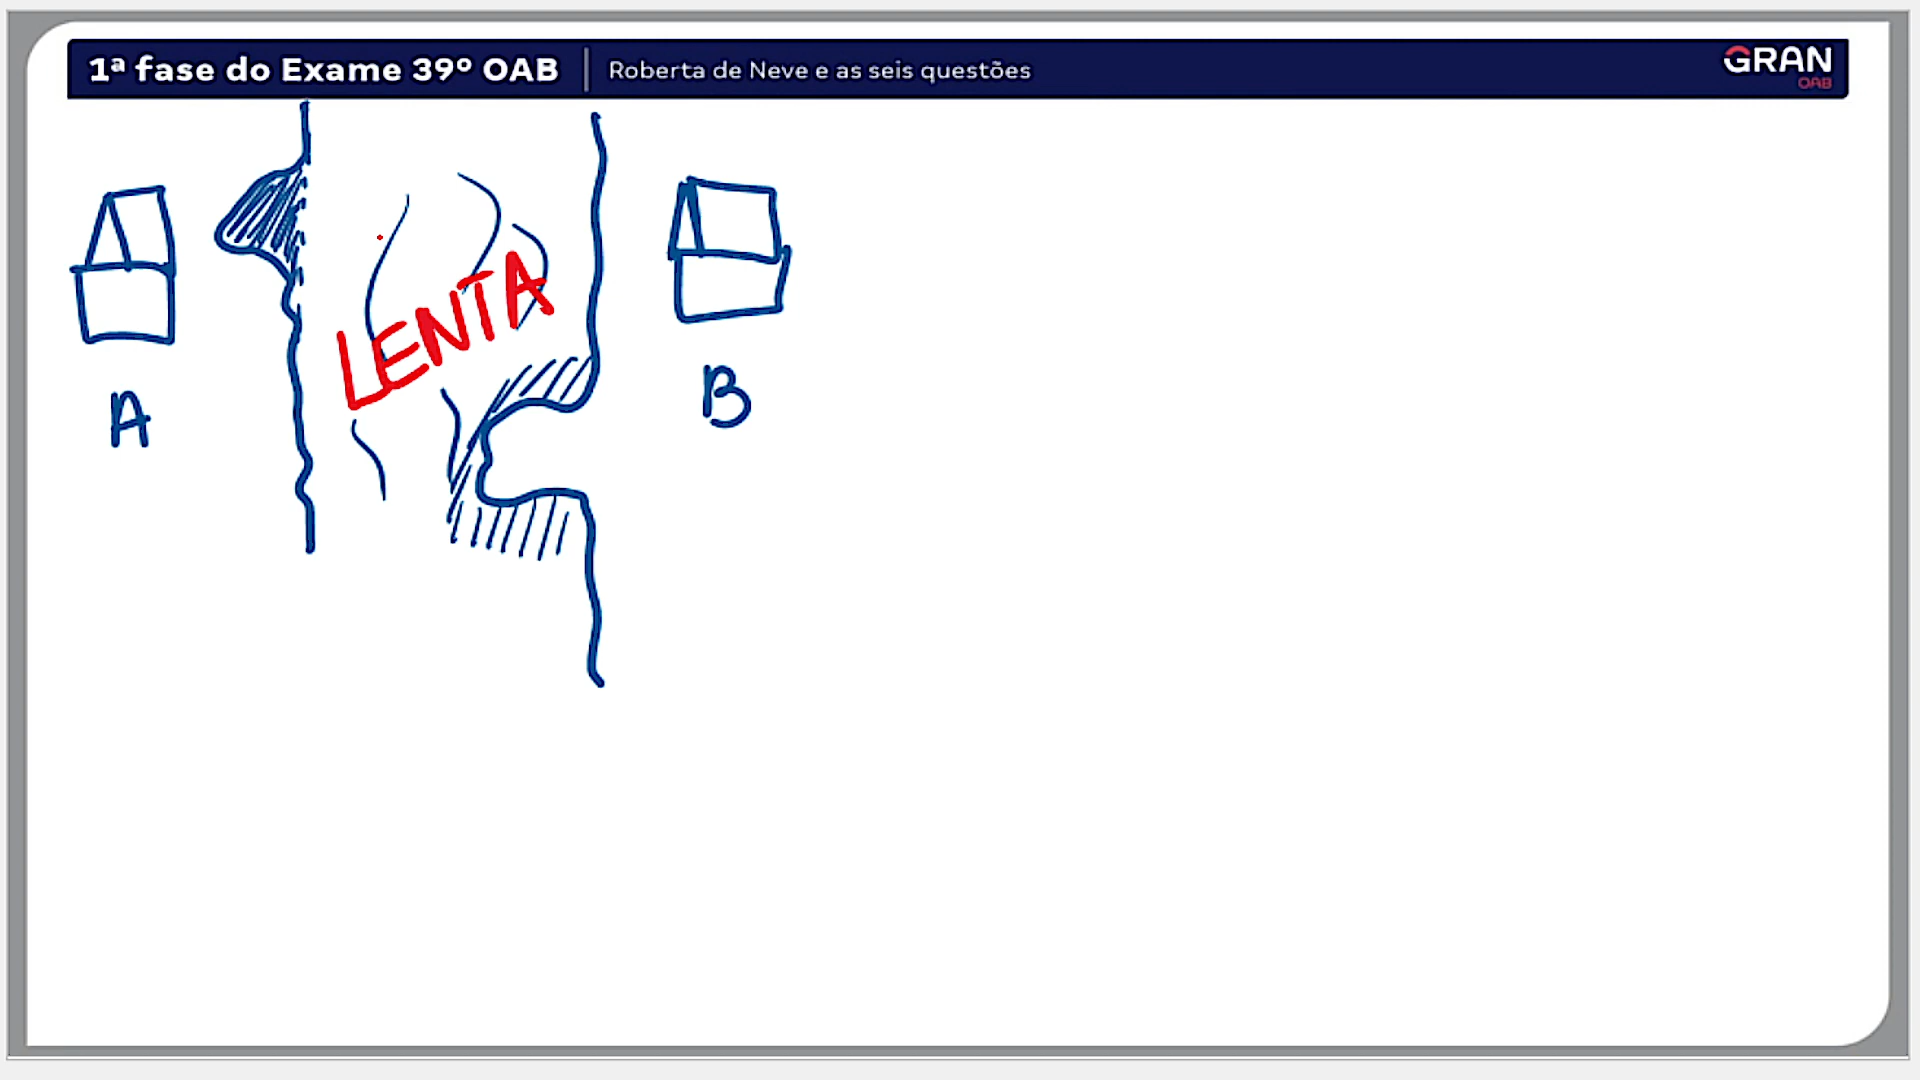 1ª fase do Exame 39º OAB
Roberta de Neve e as seis questões
GRAN
OAB
LENTA
A
B